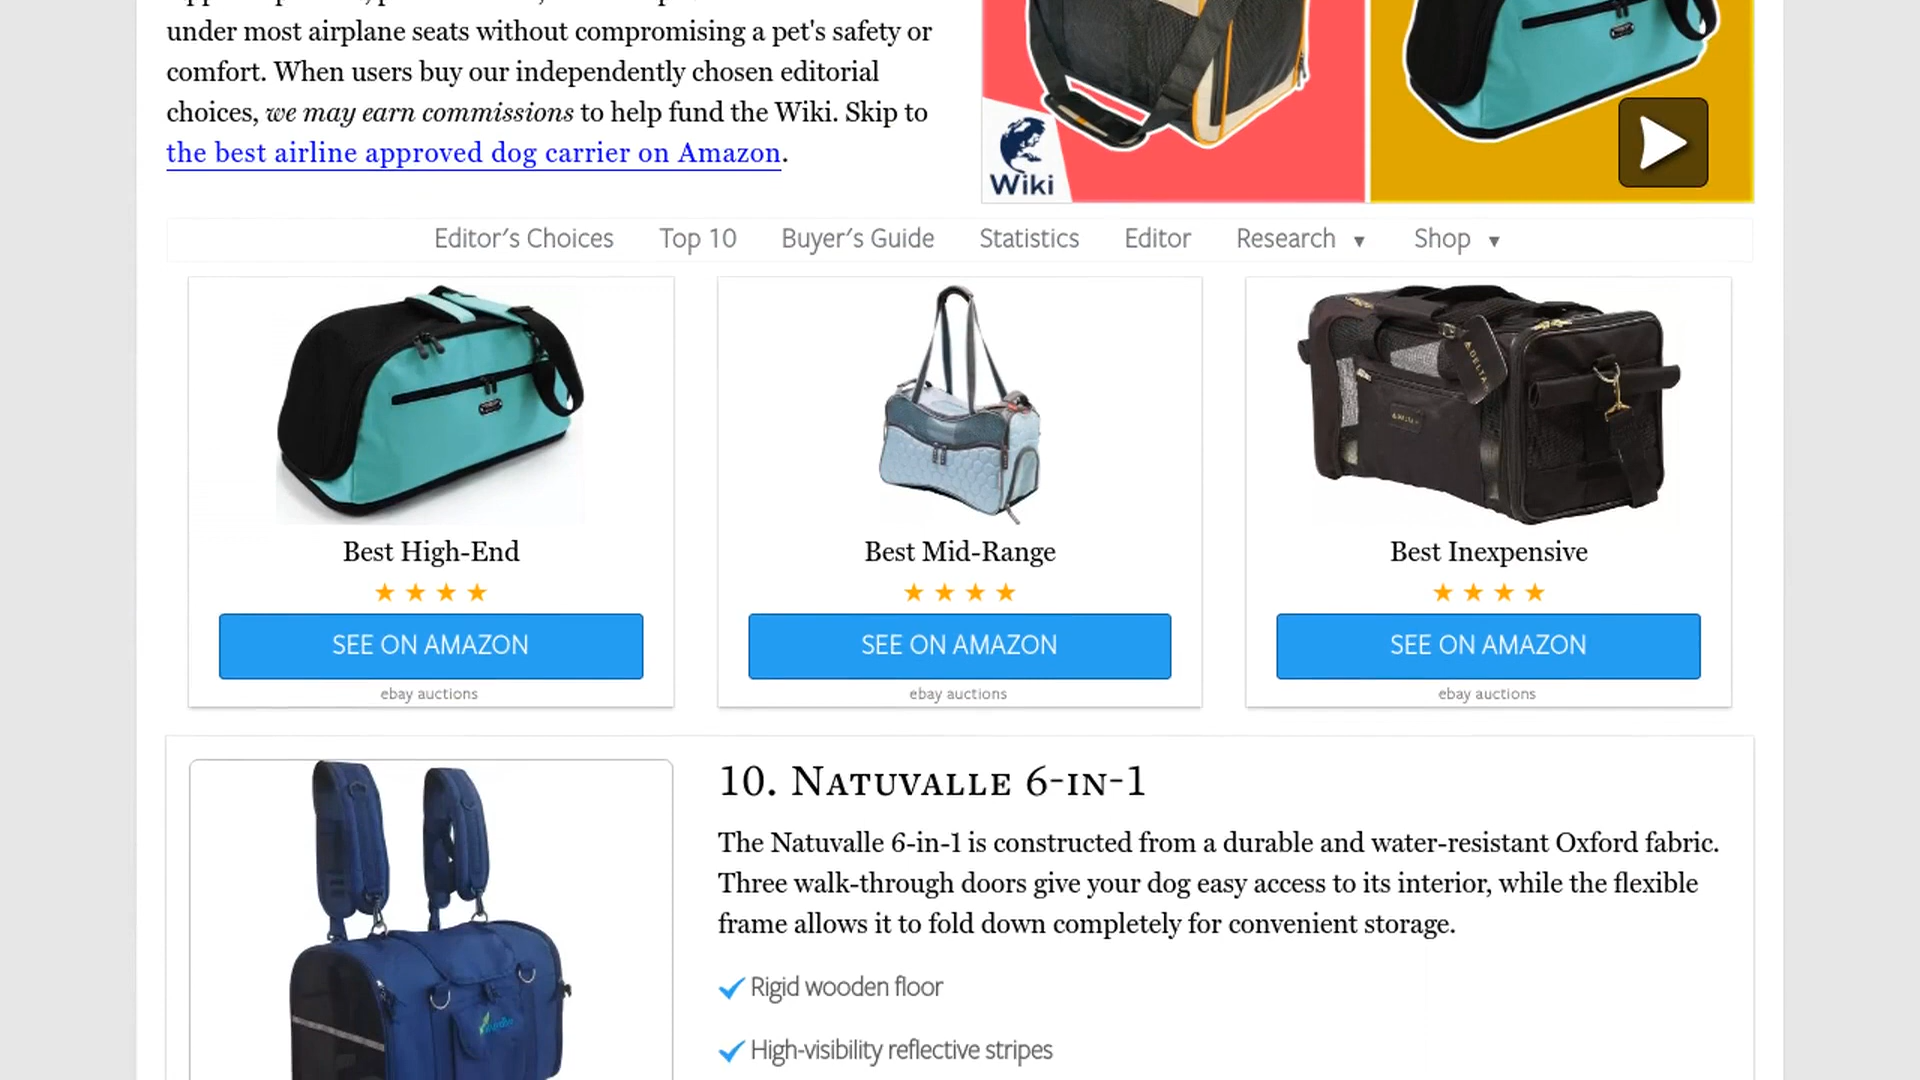 under most airplane seats without compromising a pet's safety or
comfort. When users buy our independently chosen editorial
choices, we may earn commissions to help fund the Wiki. Skip to
the best airline approved dog carrier on Amazon.
Wiki
Editor's Choices Top 10 Buyer's Guide Statistics Editor Research ▼ Shop ▼
DELTA
DELTA
Best High-End
Best Mid-Range
Best Inexpensive
★ ★ ★ ★
★ ★ ★ ★
★ ★ ★ ★
SEE ON AMAZON
SEE ON AMAZON
SEE ON AMAZON
ebay auctions
ebay auctions
ebay auctions
10. Natuvalle 6-in-1
The Natuvalle 6-in-1 is constructed from a durable and water-resistant Oxford fabric.
Three walk-through doors give your dog easy access to its interior, while the flexible
frame allows it to fold down completely for convenient storage.
Rigid wooden floor
High-visibility reflective stripes